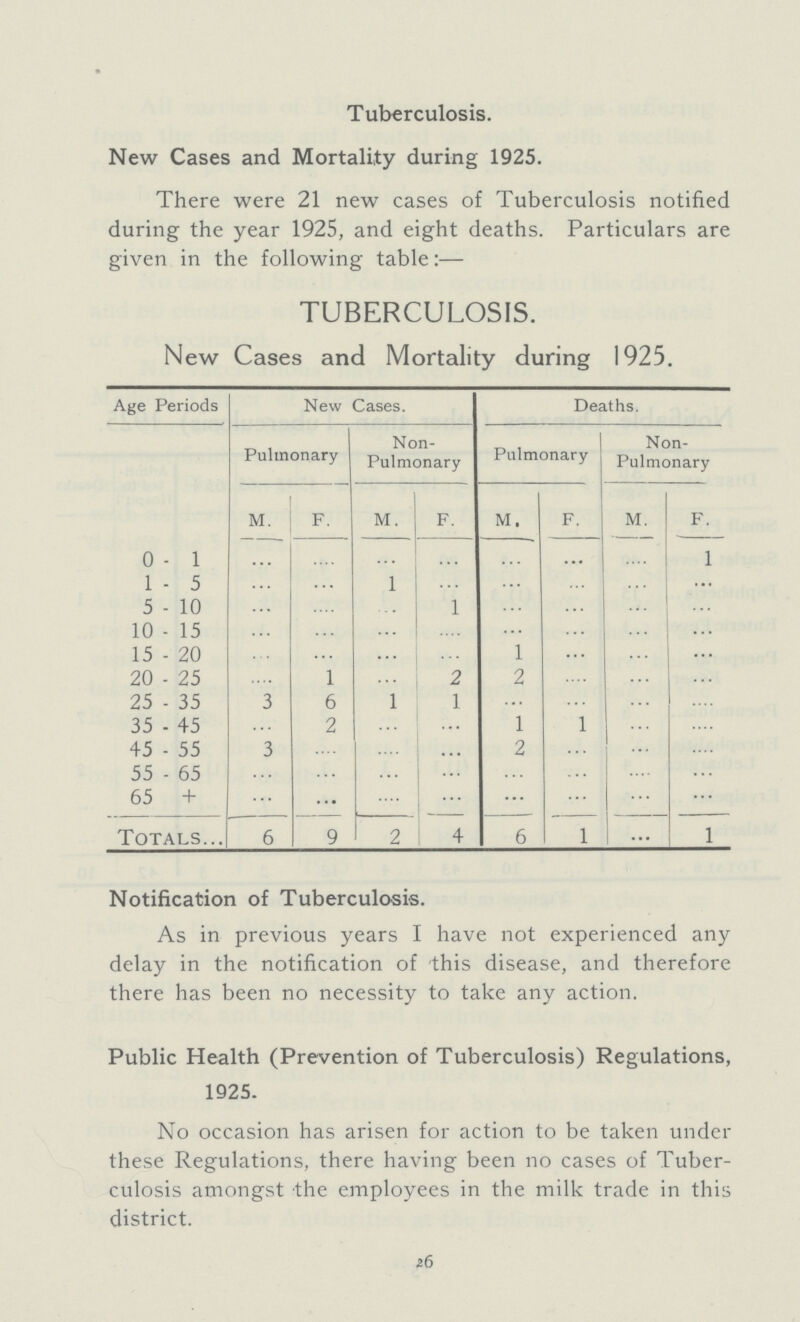 Tuberculosis.
New Cases and Mortality during 1925.
There were 21 new cases of Tuberculosis notified
during the year 1925, and eight deaths. Particulars are
given in the following table:—
TUBERCULOSIS.
New Cases and Mortality during 1925.
Age Periods New Cases. Deaths.
Pulmonary Non-Pulmonary Pulmonary Non-Pulmonary
M. F. M. F. M. F. M. F.
0 - 1 ... .... ... ... ... ... .... 1
1 - 5 ... ... 1 ... ... ... ... ...
5 - 10 ... .... ... 1 ... ... ... ...
10 - 15 ... ... ... .... ... ... ... ...
15 - 20 ... ... ... ... 1 ... ... ...
20 - 25 .... 1 ... 2 2 .... ... ...
25 - 35 3 6 1 1 ... ... ... ....
35 - 45 ... 2 ... ... 1 1 ... ....
45 - 55 3 .... .... ... 2 ... ... ....
55 - 65 ... ... ... ... ... ... .... ...
65 + ... ... .... ... ... ... ... ...
TOTALS... 6 9 2 4 6 1 ... 1
Notification of Tuberculosis.
As in previous years I have not experienced any
delay in the notification of this disease, and therefore
there has been no necessity to take any action.
Public Health (Prevention of Tuberculosis) Regulations,
1925.
No occasion has arisen for action to be taken under
these Regulations, there having been no cases of Tuber-
culosis amongst the employees in the milk trade in this
district.
26